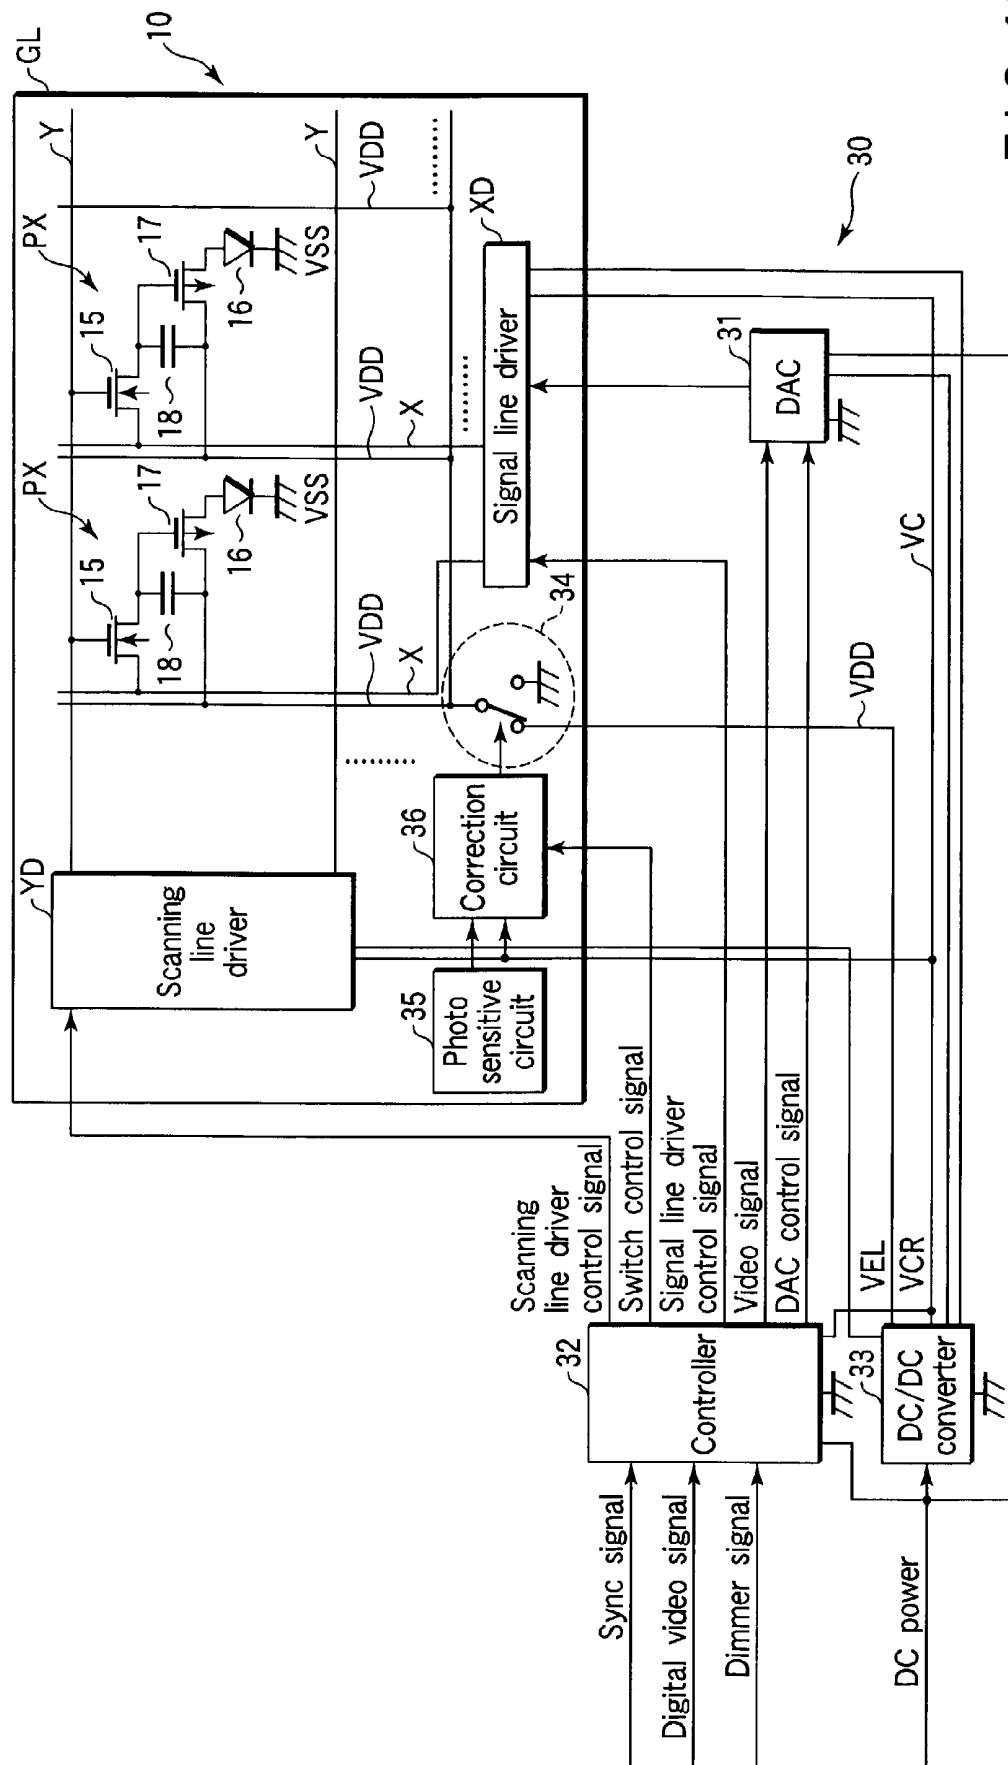 GL
10
PX
PX
Y
15
17
15
17
18
16
VSS
18
16
VSS
YD
Scanning
line
driver
Y
VDD
X
VDD
X
VDD
35
Photo
sensitive
circuit
36
Correction
circuit
34
Signal line driver
XD
30
Scanning
line driver
control signal
Switch control signal
Signal line driver
control signal
Video signal
DAC control signal
Sync signal
Digital video signal
Dimmer signal
32
Controller
31
DAC
VDD
VC
VEL
VCR
DC power
33
DC/DC
converter